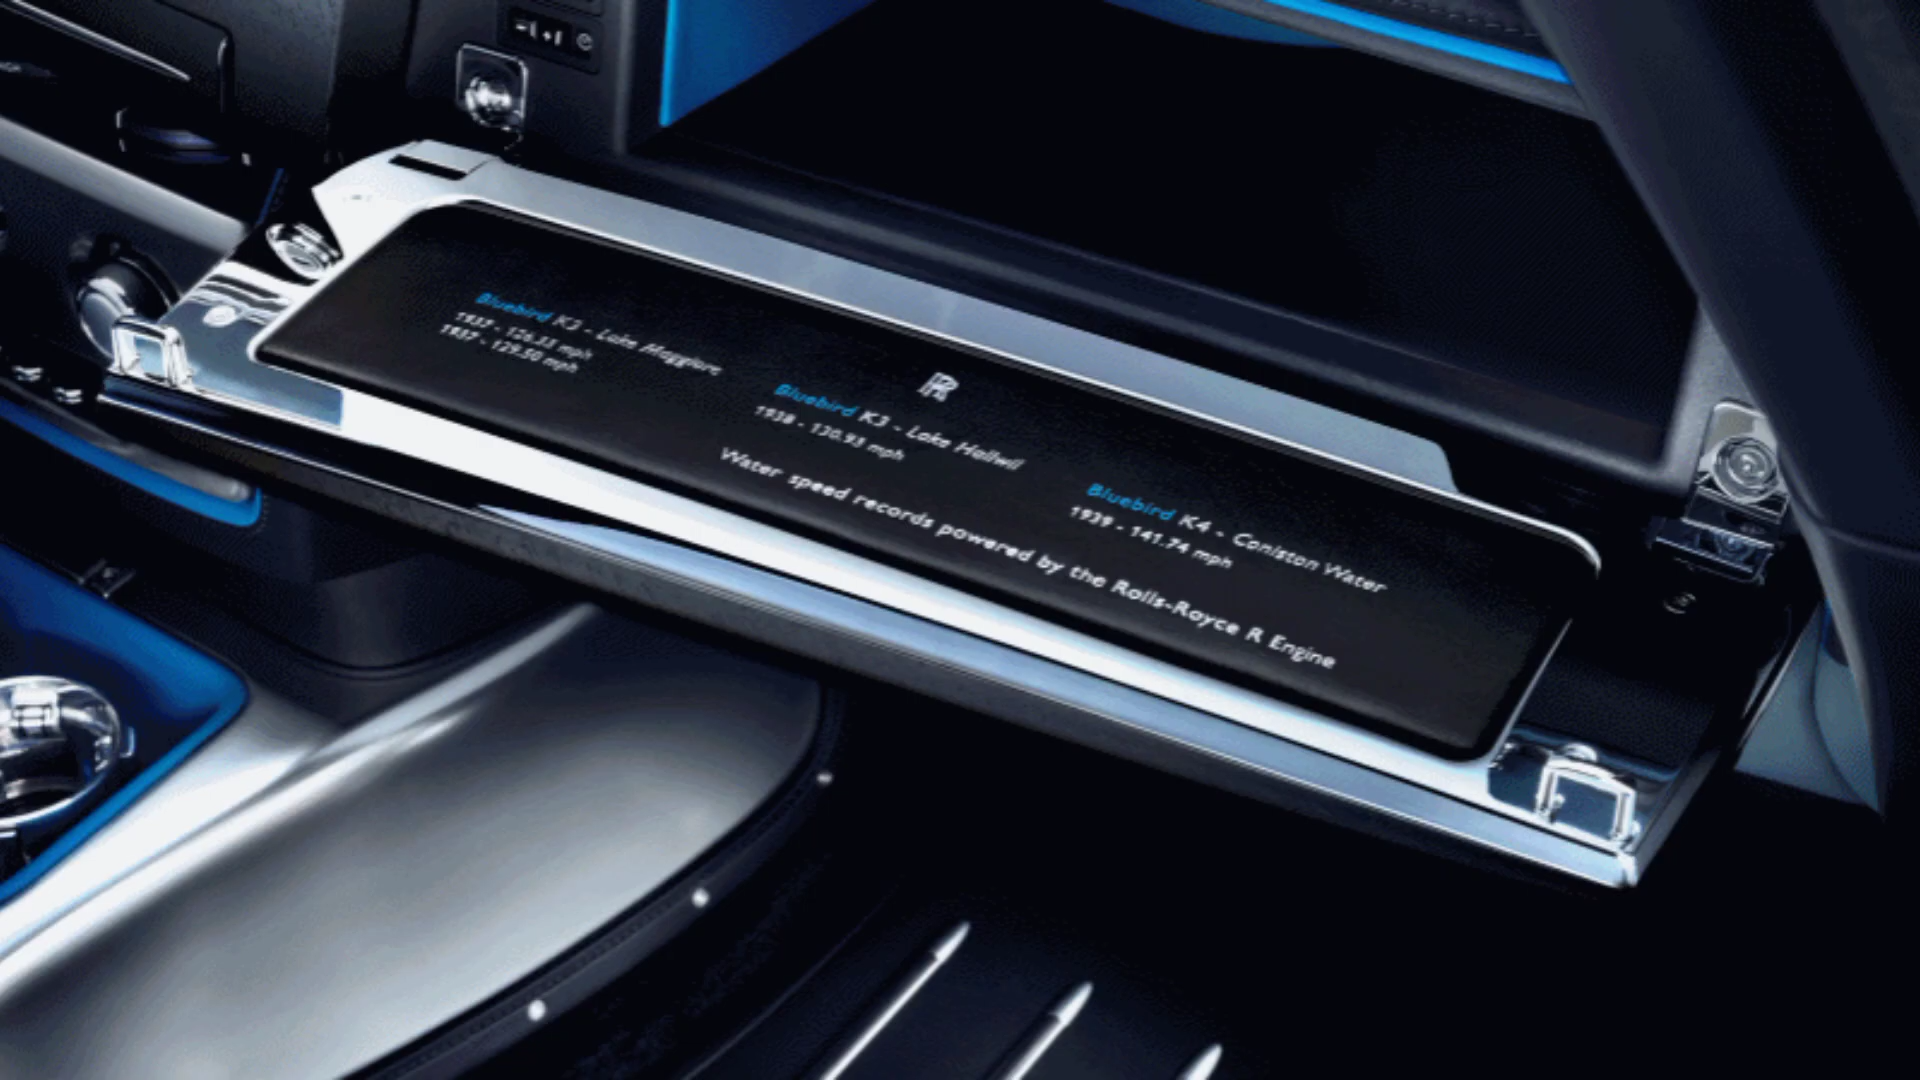 Bluebird K3 - Lake Maggiore
1937 - 126.33 mph
1937 - 129.50 mph
RR
Bluebird K3 - Lake Hallwil
1938 - 130.93 mph
Bluebird K4 - Coniston Water
1939 - 141.74 mph
Water speed records powered by the Rolls-Royce R Engine